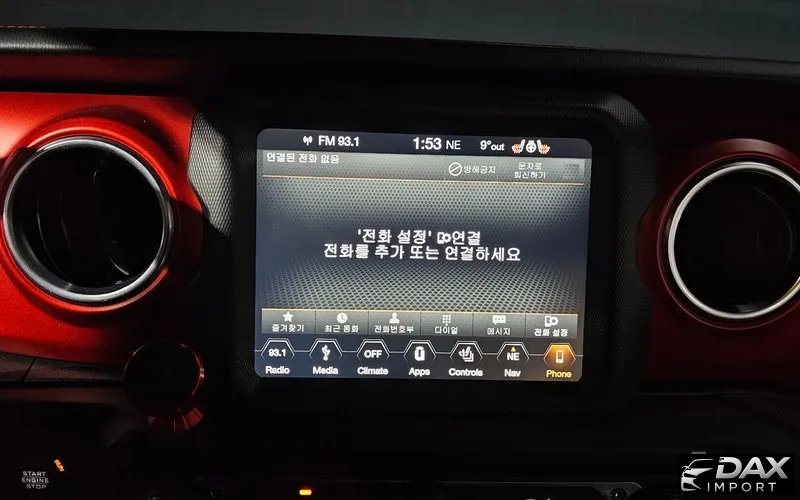 FM 93.1 1:53 NE 9°out
연결된 전화 없음
방해금지
문자로
회신하기
'전화 설정' 연결
전화를 추가 또는 연결하세요
즐겨찾기 최근 통화 전화번호부 다이얼 메시지 전화 설정
93.1 OFF NE
Radio Media Climate Apps Controls Nav Phone
START
ENGINE
STOP
RUN
DAX
IMPORT